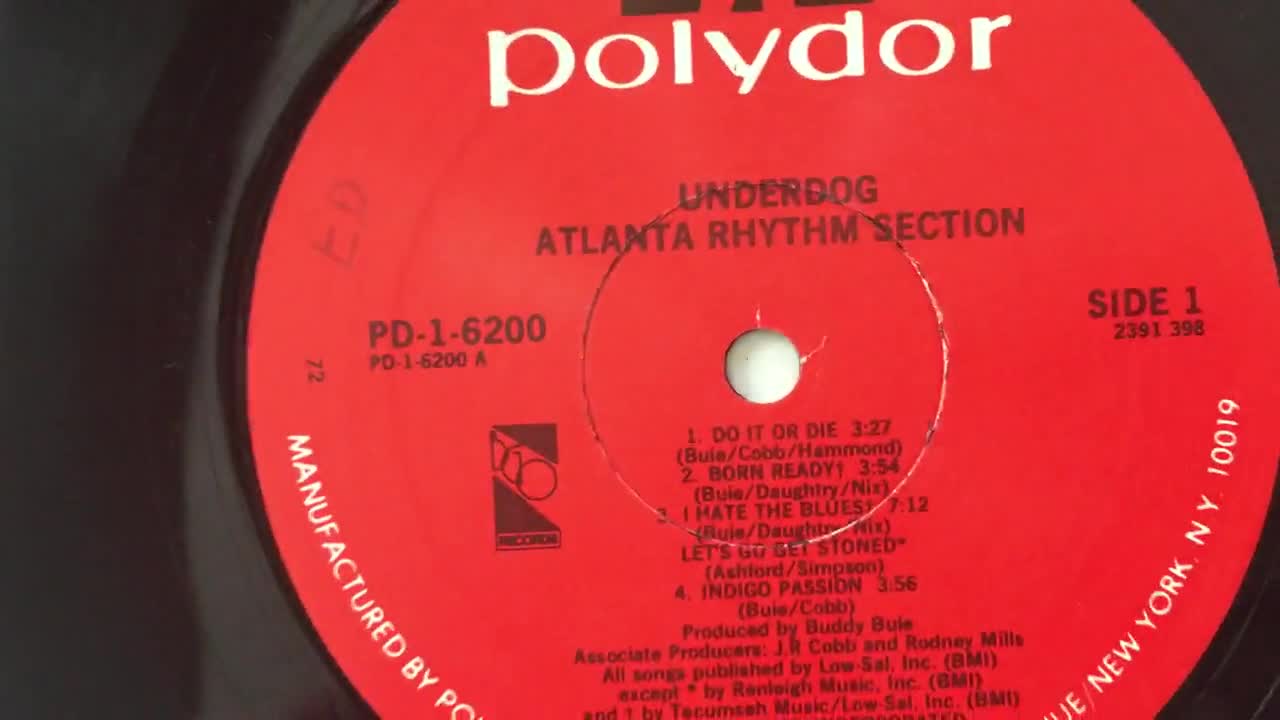 polydor
UNDERDOG
ATLANTA RHYTHM SECTION
PD-1-6200
PD-1-6200 A
SIDE 1
2391 398
72
RECORDS
1. DO IT OR DIE 3:27
(Buie/Cobb/Hammond)
2. BORN READY† 3:54
(Buie/Daughtry/Nix)
3. I HATE THE BLUES† 7:12
(Buie/Daughtry/Nix)
LET'S GO GET STONED*
(Ashford/Simpson)
4. INDIGO PASSION 3:56
(Buie/Cobb)
Produced by Buddy Buie
Associate Producers: J.R Cobb and Rodney Mills
All songs published by Low-Sal, Inc. (BMI)
except * by Renleigh Music, Inc. (BMI)
and † by Tecumseh Music/Low-Sal, Inc. (BMI)
MANUFACTURED BY
NEW YORK, N.Y. 10019